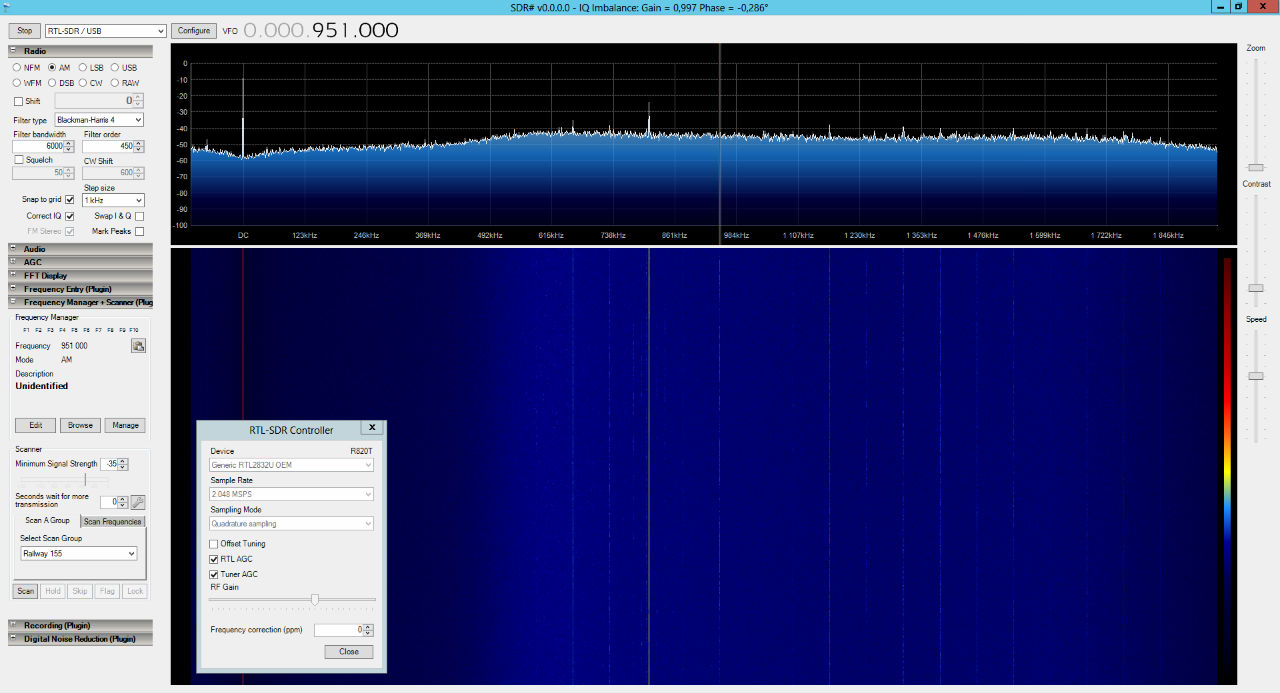 SDR# v0.0.0.0 - IQ Imbalance: Gain = 0,997 Phase = -0,286°
Stop RTL-SDR / USB Configure VFO 0.000.951.000
Radio
NFM AM LSB USB
WFM DSB CW RAW
Shift 0
Filter type Blackman-Harris 4
Filter bandwidth Filter order
6000 450
Squelch CW Shift
50 600
Step size
Snap to grid 1 kHz
Correct IQ Swap I & Q
FM Stereo Mark Peaks
Audio
AGC
FFT Display
Frequency Entry (Plugin)
Frequency Manager + Scanner (Plug
Frequency Manager
F1 F2 F3 F4 F5 F6 F7 F8 F9 F10
Frequency 951 000
Mode AM
Description
Unidentified
Edit Browse Manage
Scanner
Minimum Signal Strength -35
Seconds wait for more
transmission 0
Scan A Group Scan Frequencies
Select Scan Group
Railway 155
Scan Hold Skip Flag Lock
Recording (Plugin)
Digital Noise Reduction (Plugin)
0
-10
-20
-30
-40
-50
-60
-70
-80
-90
-100
DC 123kHz 246kHz 369kHz 492kHz 616kHz 738kHz 861kHz 984kHz 1 107kHz 1 230kHz 1 353kHz 1 476kHz 1 599kHz 1 722kHz 1 845kHz
RTL-SDR Controller x
Device R820T
Generic RTL2832U OEM
Sample Rate
2.048 MSPS
Sampling Mode
Quadrature sampling
Offset Tuning
RTL AGC
Tuner AGC
RF Gain
Frequency correction (ppm) 0
Close
Zoom
Contrast
Speed